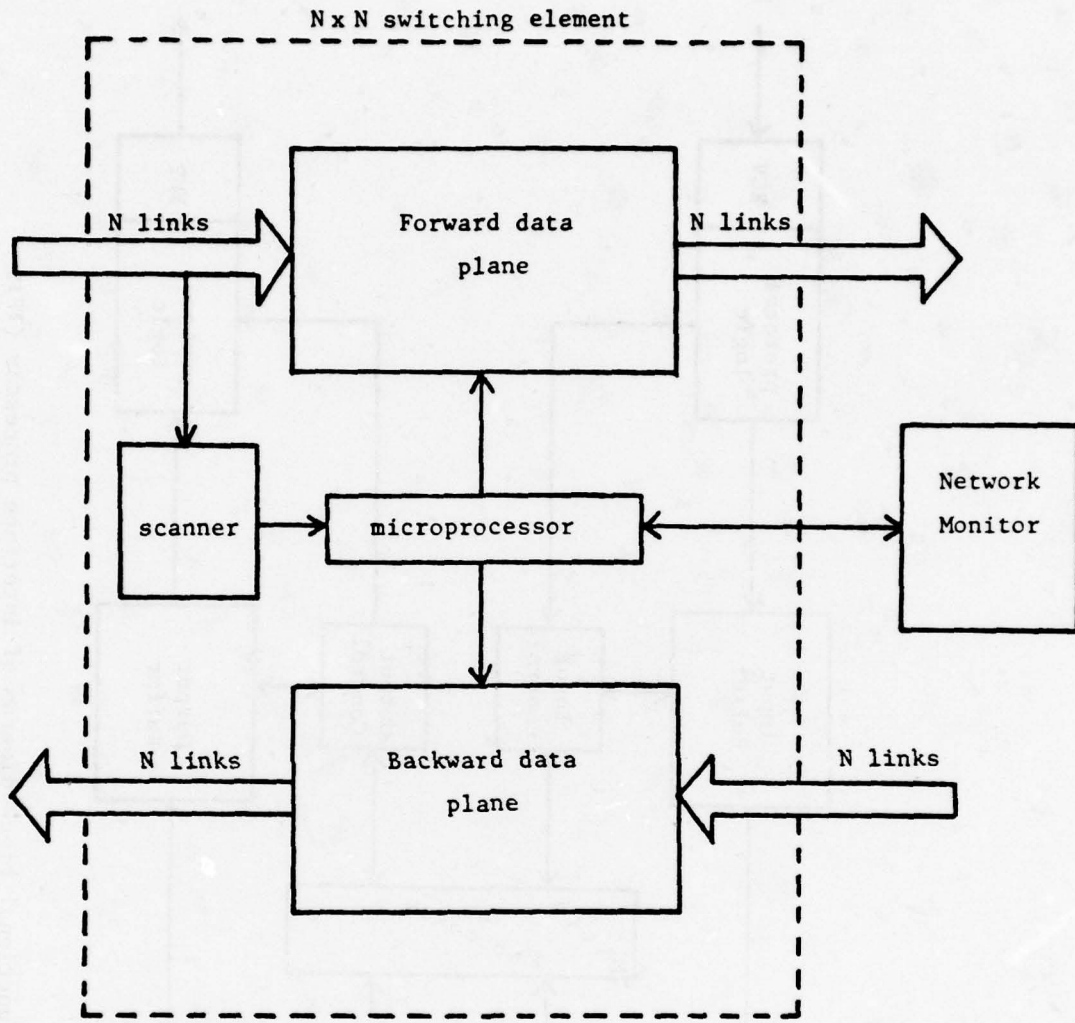 N x N switching element
N links
Forward data
plane
N links
scanner
microprocessor
Network
Monitor
N links
Backward data
plane
N links